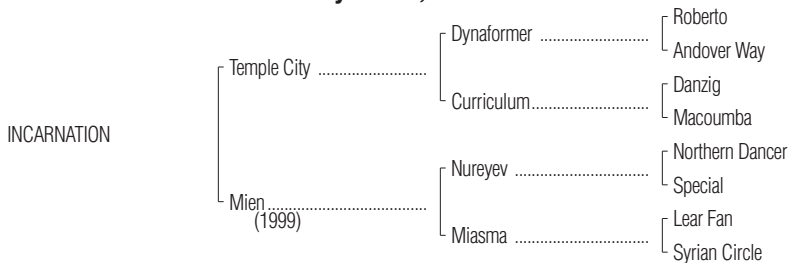 Roberto
Dynaformer ..........................
Andover Way
Temple City ..........................
Danzig
Curriculum............................
Macoumba
INCARNATION
Northern Dancer
Nureyev ................................
Special
Mien......................................
(1999)
Lear Fan
Miasma ................................
Syrian Circle